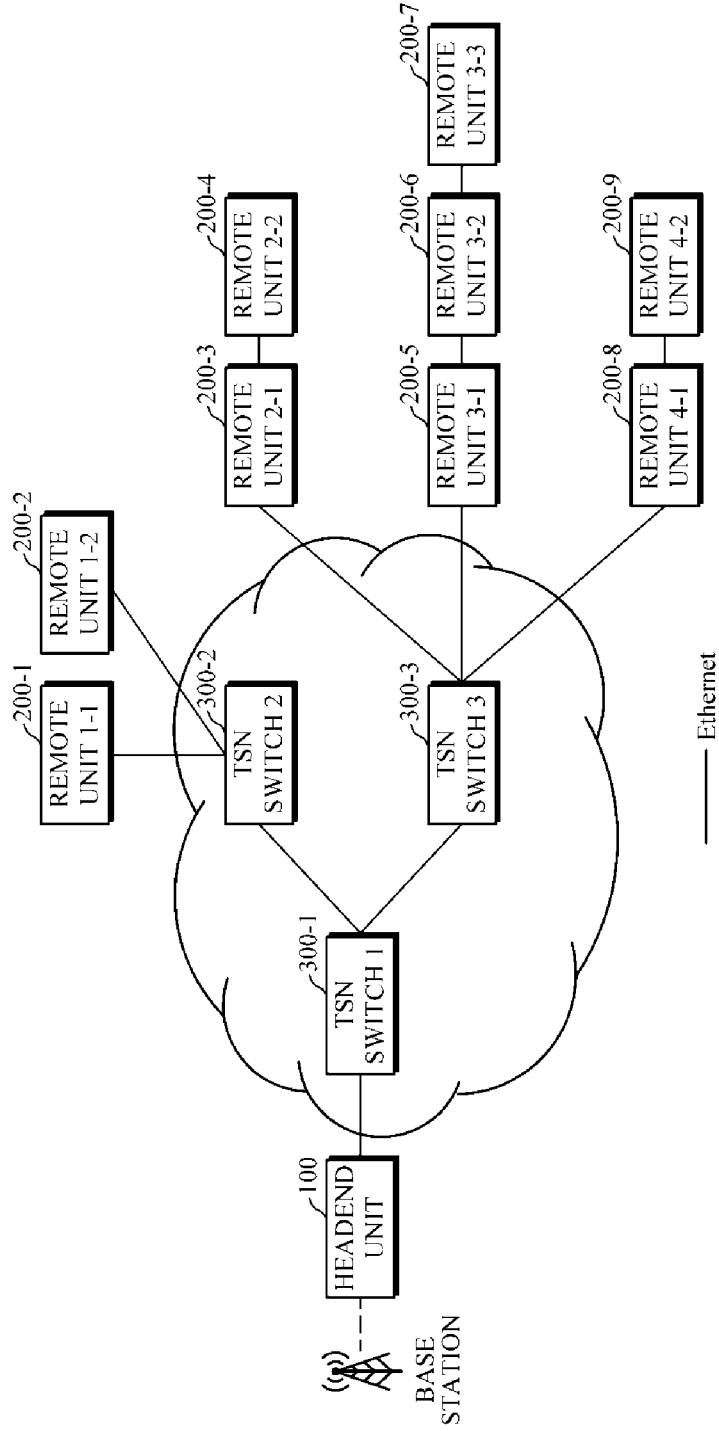 200-1
REMOTE
UNIT 1-1
200-2
REMOTE
UNIT 1-2
200-3
REMOTE
UNIT 2-1
200-4
REMOTE
UNIT 2-2
300-2
TSN
SWITCH 2
BASE
STATION
100
HEADEND
UNIT
300-1
TSN
SWITCH 1
300-3
TSN
SWITCH 3
200-5
REMOTE
UNIT 3-1
200-6
REMOTE
UNIT 3-2
200-7
REMOTE
UNIT 3-3
200-8
REMOTE
UNIT 4-1
200-9
REMOTE
UNIT 4-2
Ethernet